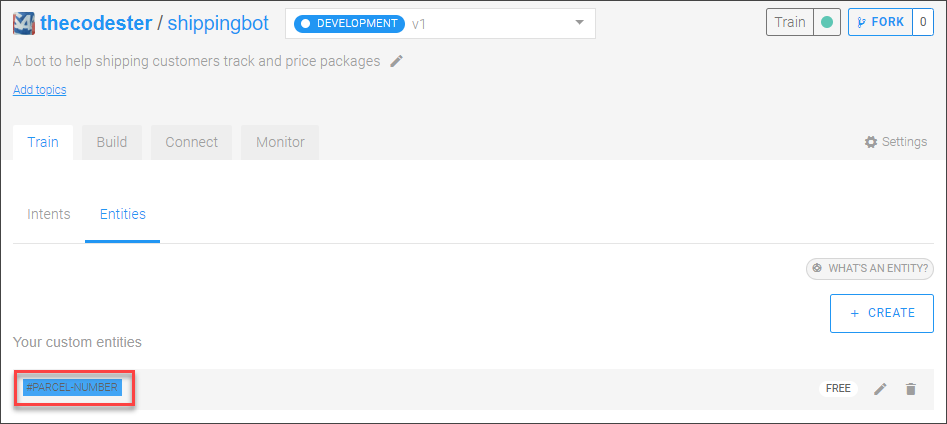 thecodester / shippingbot DEVELOPMENT v1 Train FORK 0
A bot to help shipping customers track and price packages
Add topics
Train Build Connect Monitor Settings
Intents Entities
WHAT'S AN ENTITY?
+ CREATE
Your custom entities
#PARCEL-NUMBER FREE